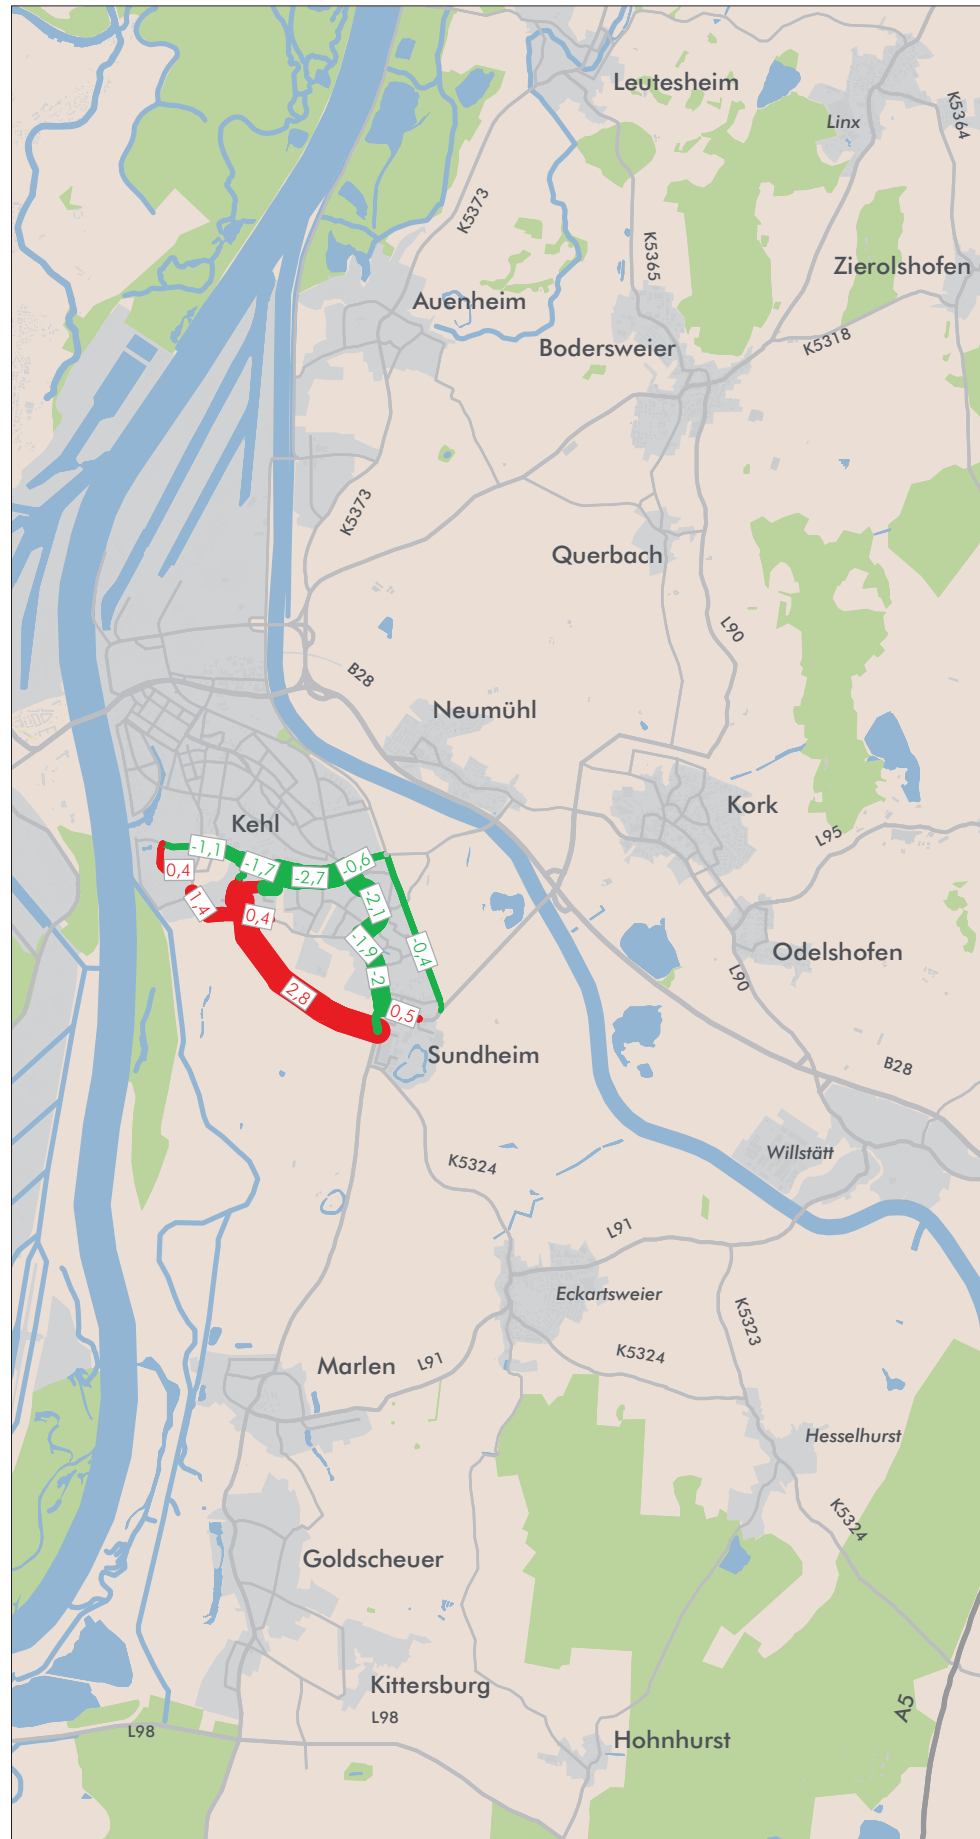 Leutesheim
Linx
K5364
K5373
K5365
Zierolshofen
Auenheim
K5318
Bodersweier
K5373
Querbach
L90
B28
Neumühl
Kork
Kehl
L95
-1,1
-1,7
-0,6
0,4
-2,7
1,4
0,4
-2,1
-1,9
-0,4
Odelshofen
L90
-2
2,8
0,5
Sundheim
B28
Willstätt
K5324
L91
Eckartsweier
K5323
K5324
Marlen
L91
Hesselhurst
K5324
Goldscheuer
Kittersburg
L98
A5
L98
Hohnhurst